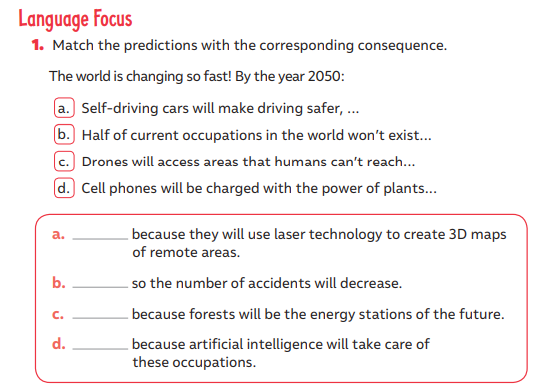 Language Focus
1. Match the predictions with the corresponding consequence.
The world is changing so fast! By the year 2050:
a. Self-driving cars will make driving safer, ...
b. Half of current occupations in the world won't exist...
c. Drones will access areas that humans can't reach...
d. Cell phones will be charged with the power of plants...
a. ________ because they will use laser technology to create 3D maps
of remote areas.
b. ________ so the number of accidents will decrease.
c. ________ because forests will be the energy stations of the future.
d. ________ because artificial intelligence will take care of
these occupations.